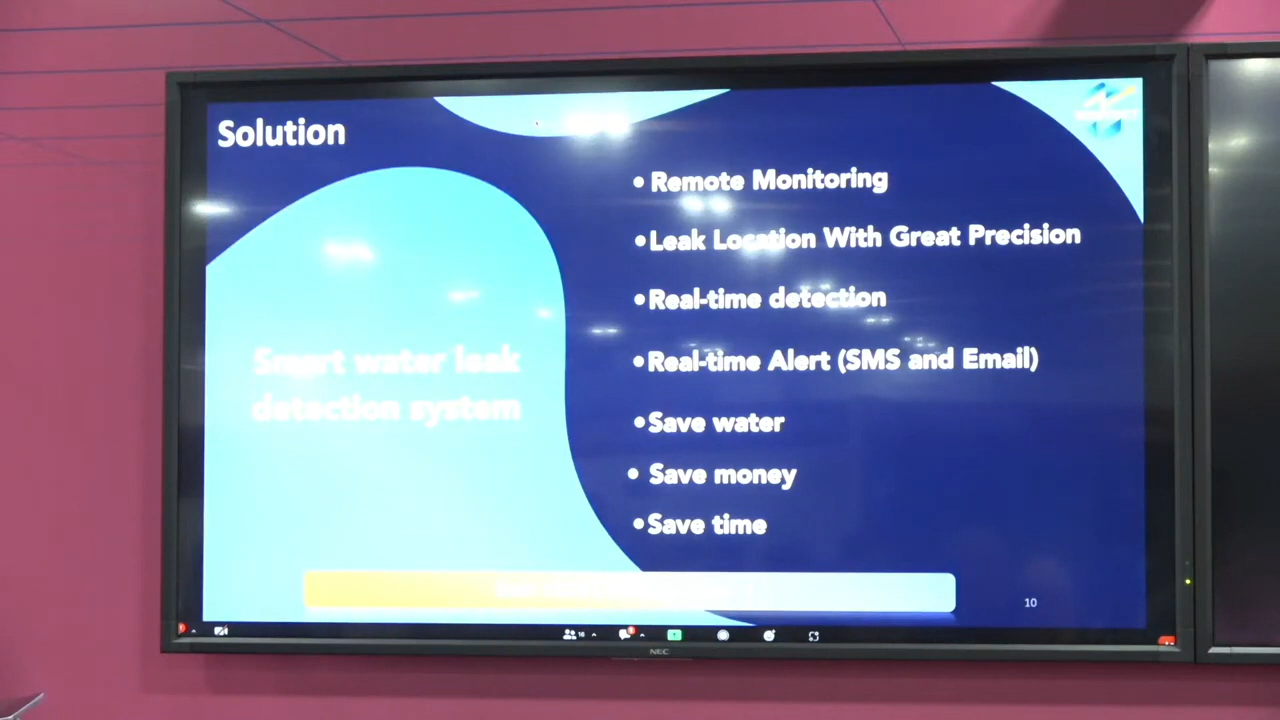 Solution
Smart water leak
detection system
• Remote Monitoring
• Leak Location With Great Precision
• Real-time detection
• Real-time Alert (SMS and Email)
• Save water
• Save money
• Save time
10
NEC